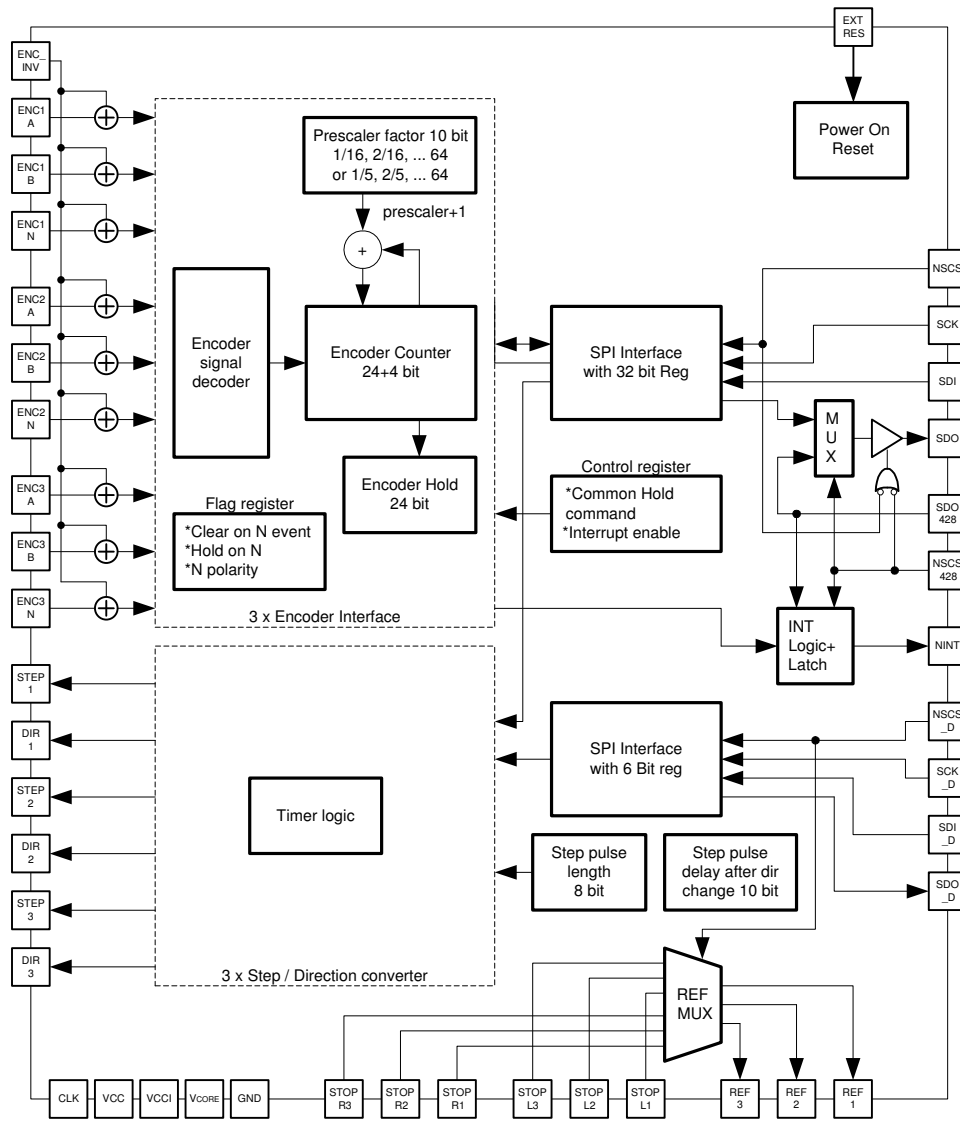 EXT
RES
ENC_
INV
ENC1
A
ENC1
B
ENC1
N
ENC2
A
ENC2
B
ENC2
N
ENC3
A
ENC3
B
ENC3
N
STEP
1
DIR
1
STEP
2
DIR
2
STEP
3
DIR
3
Power On
Reset
Prescaler factor 10 bit
1/16, 2/16, ... 64
or 1/5, 2/5, ... 64
prescaler+1
+
Encoder
signal
decoder
Encoder Counter
24+4 bit
Encoder Hold
24 bit
Flag register
*Clear on N event
*Hold on N
*N polarity
3 x Encoder Interface
SPI Interface
with 32 bit Reg
Control register
*Common Hold
command
*Interrupt enable
M
U
X
INT
Logic+
Latch
NSCS
SCK
SDI
SDO
SDO
428
NSCS
428
NINT
NSCS
_D
SCK
_D
SDI
_D
SDO
_D
Timer logic
3 x Step / Direction converter
SPI Interface
with 6 Bit reg
Step pulse
length
8 bit
Step pulse
delay after dir
change 10 bit
REF
MUX
CLK
VCC
VCCI
VCORE
GND
STOP
R3
STOP
R2
STOP
R1
STOP
L3
STOP
L2
STOP
L1
REF
3
REF
2
REF
1